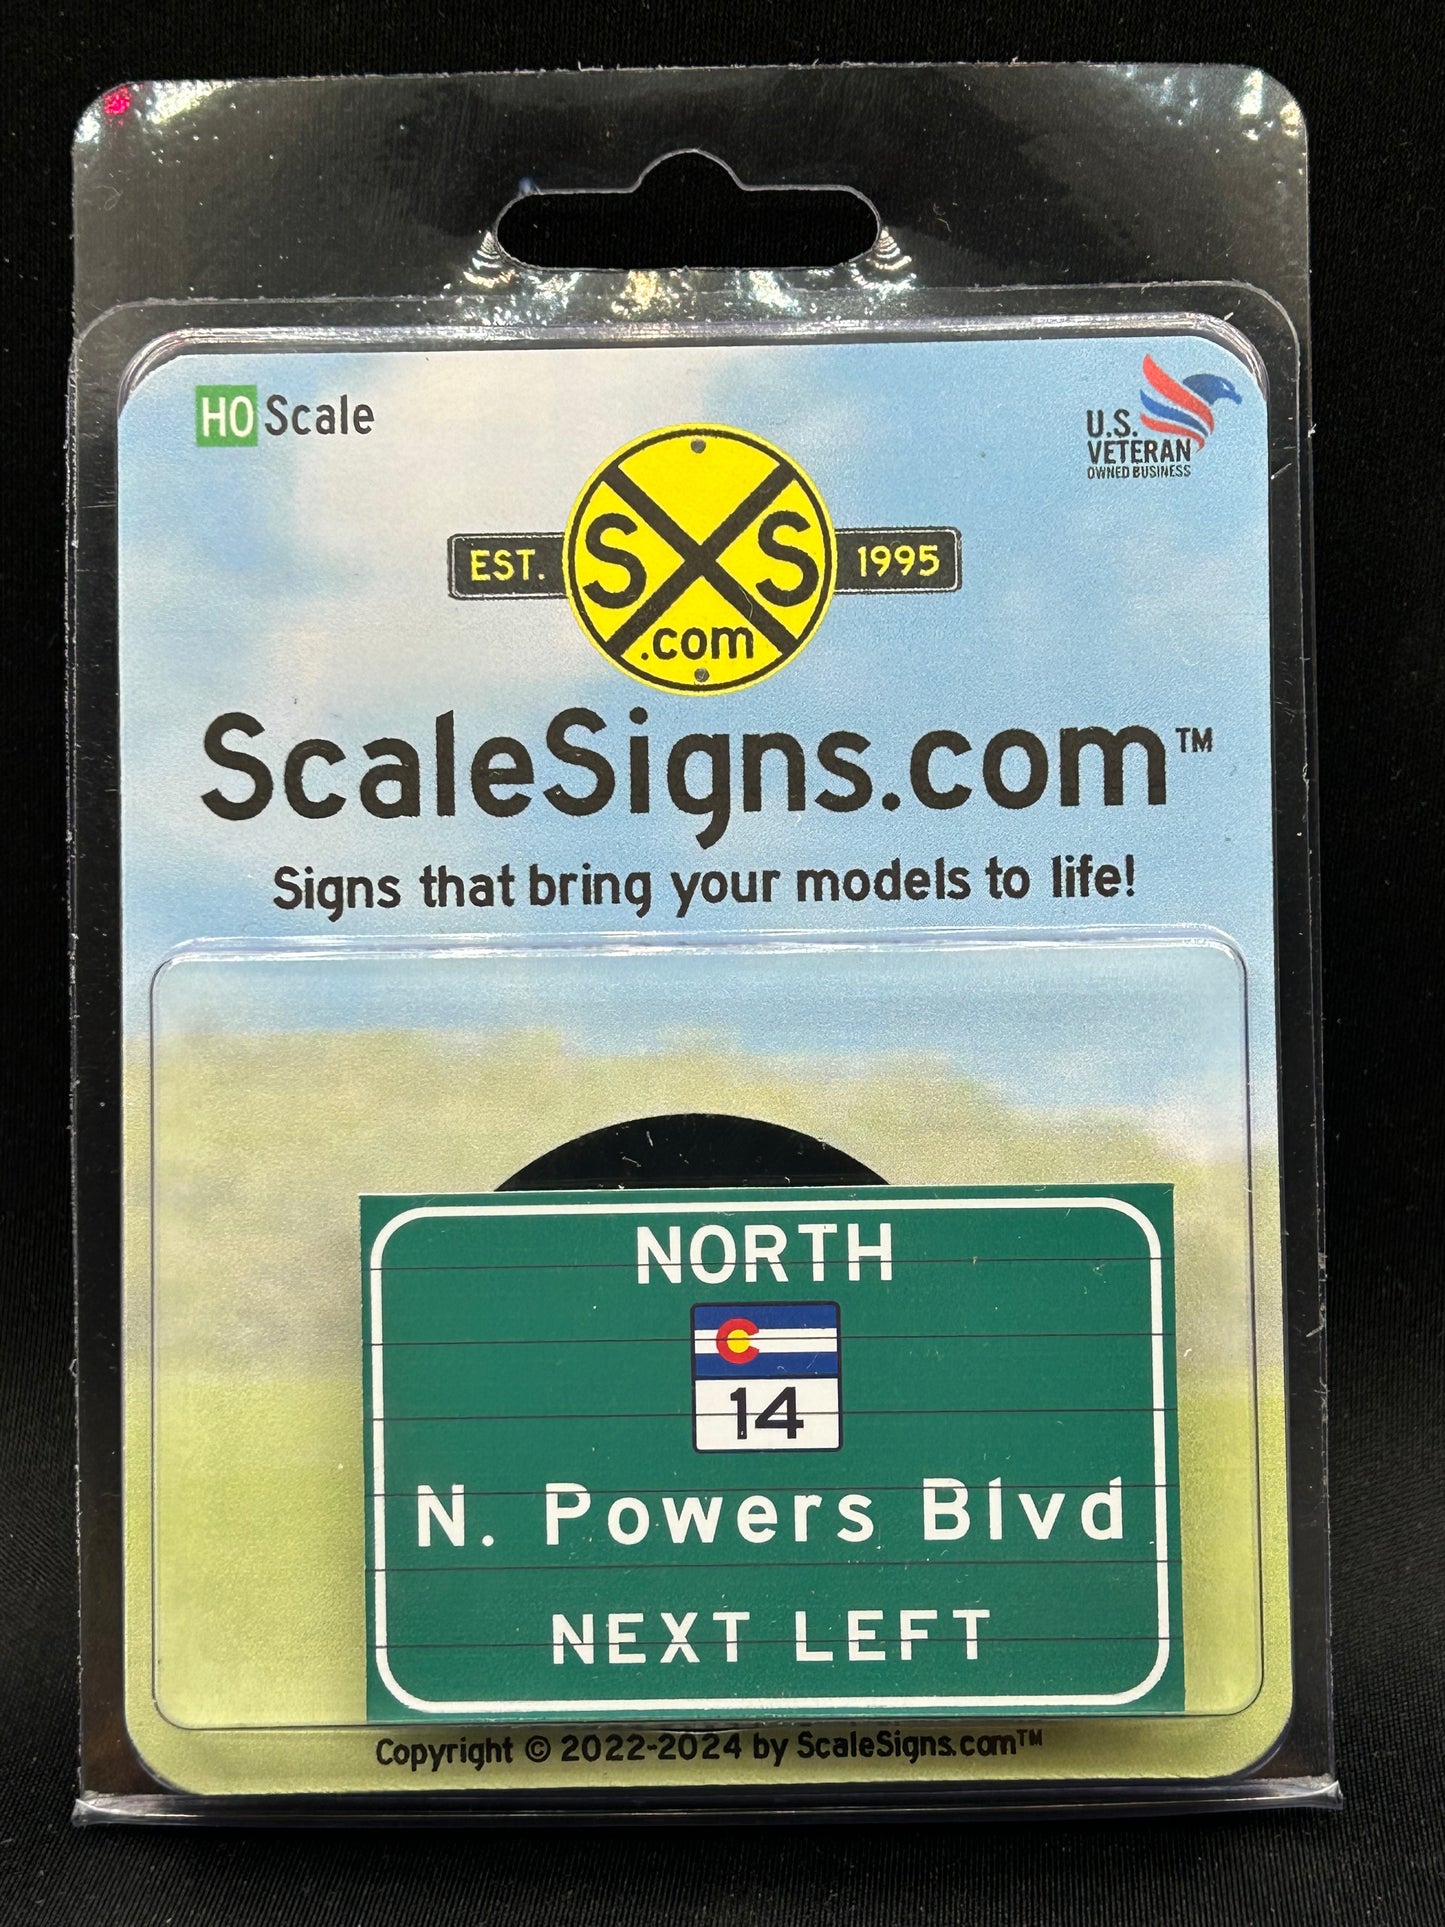 HO Scale
U.S.
VETERAN
OWNED BUSINESS
EST. SXS 1995
.com
ScaleSigns.com™
Signs that bring your models to life!
NORTH
14
N. Powers Blvd
NEXT LEFT
Copyright © 2022-2024 by ScaleSigns.com™